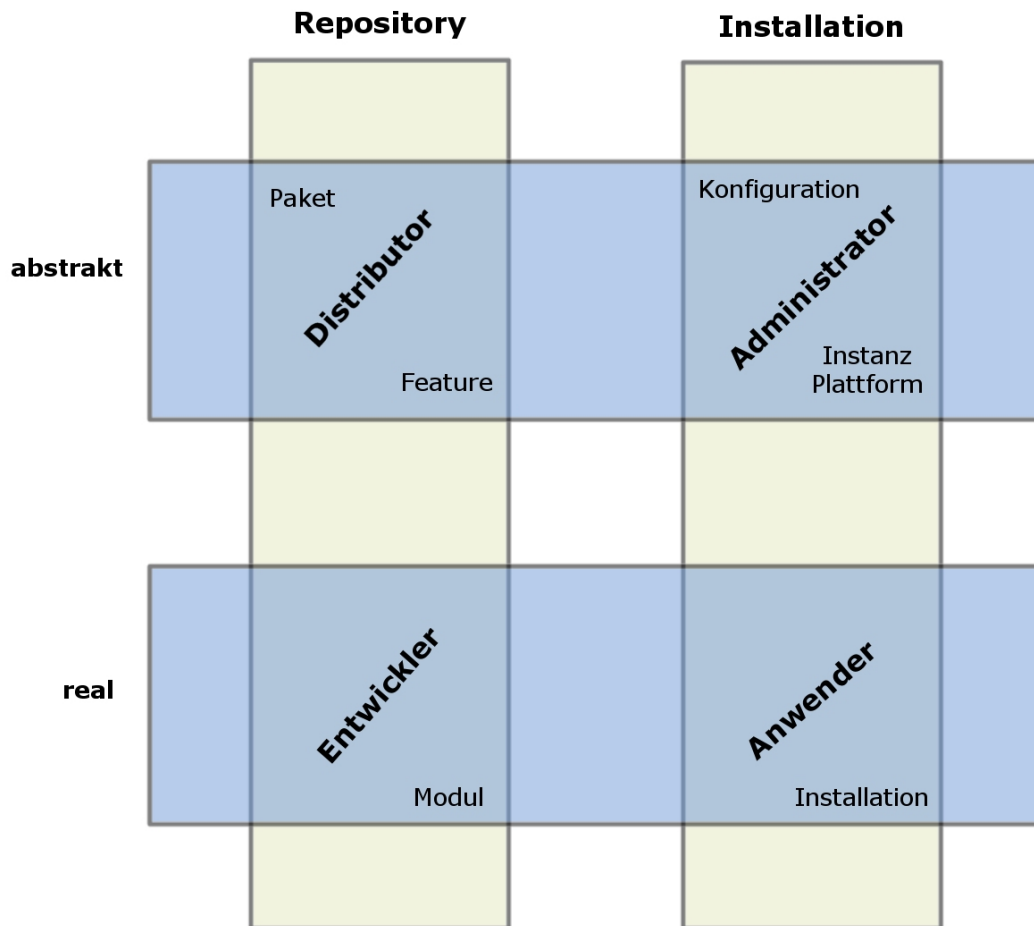 Repository
Installation
abstrakt
Paket
Distributor
Feature
Konfiguration
Administrator
Instanz
Plattform
real
Entwickler
Modul
Anwender
Installation